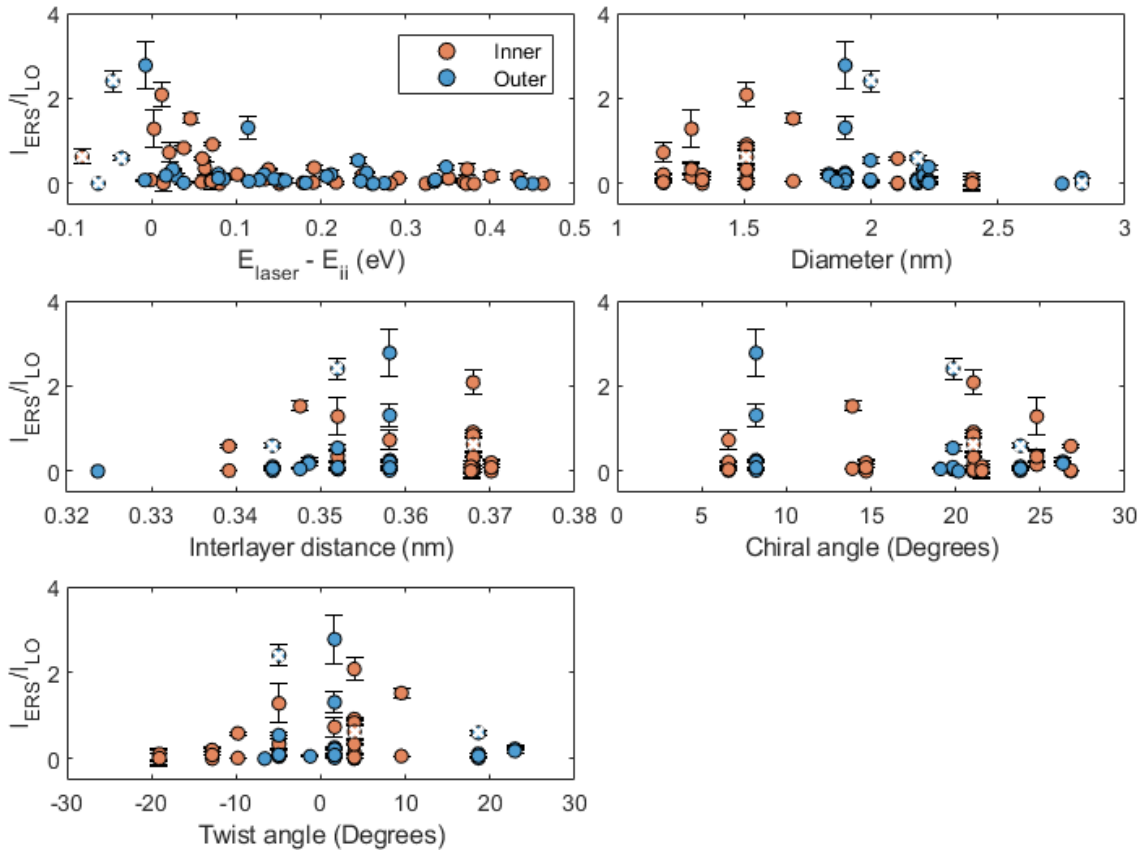 4
2
0
I_ERS/I_LO
-0.1 0 0.1 0.2 0.3 0.4 0.5
E_laser - E_ii (eV)
Inner
Outer
4
2
0
1 1.5 2 2.5 3
Diameter (nm)
4
2
0
I_ERS/I_LO
0.32 0.33 0.34 0.35 0.36 0.37 0.38
Interlayer distance (nm)
4
2
0
0 5 10 15 20 25 30
Chiral angle (Degrees)
4
2
0
I_ERS/I_LO
-30 -20 -10 0 10 20 30
Twist angle (Degrees)